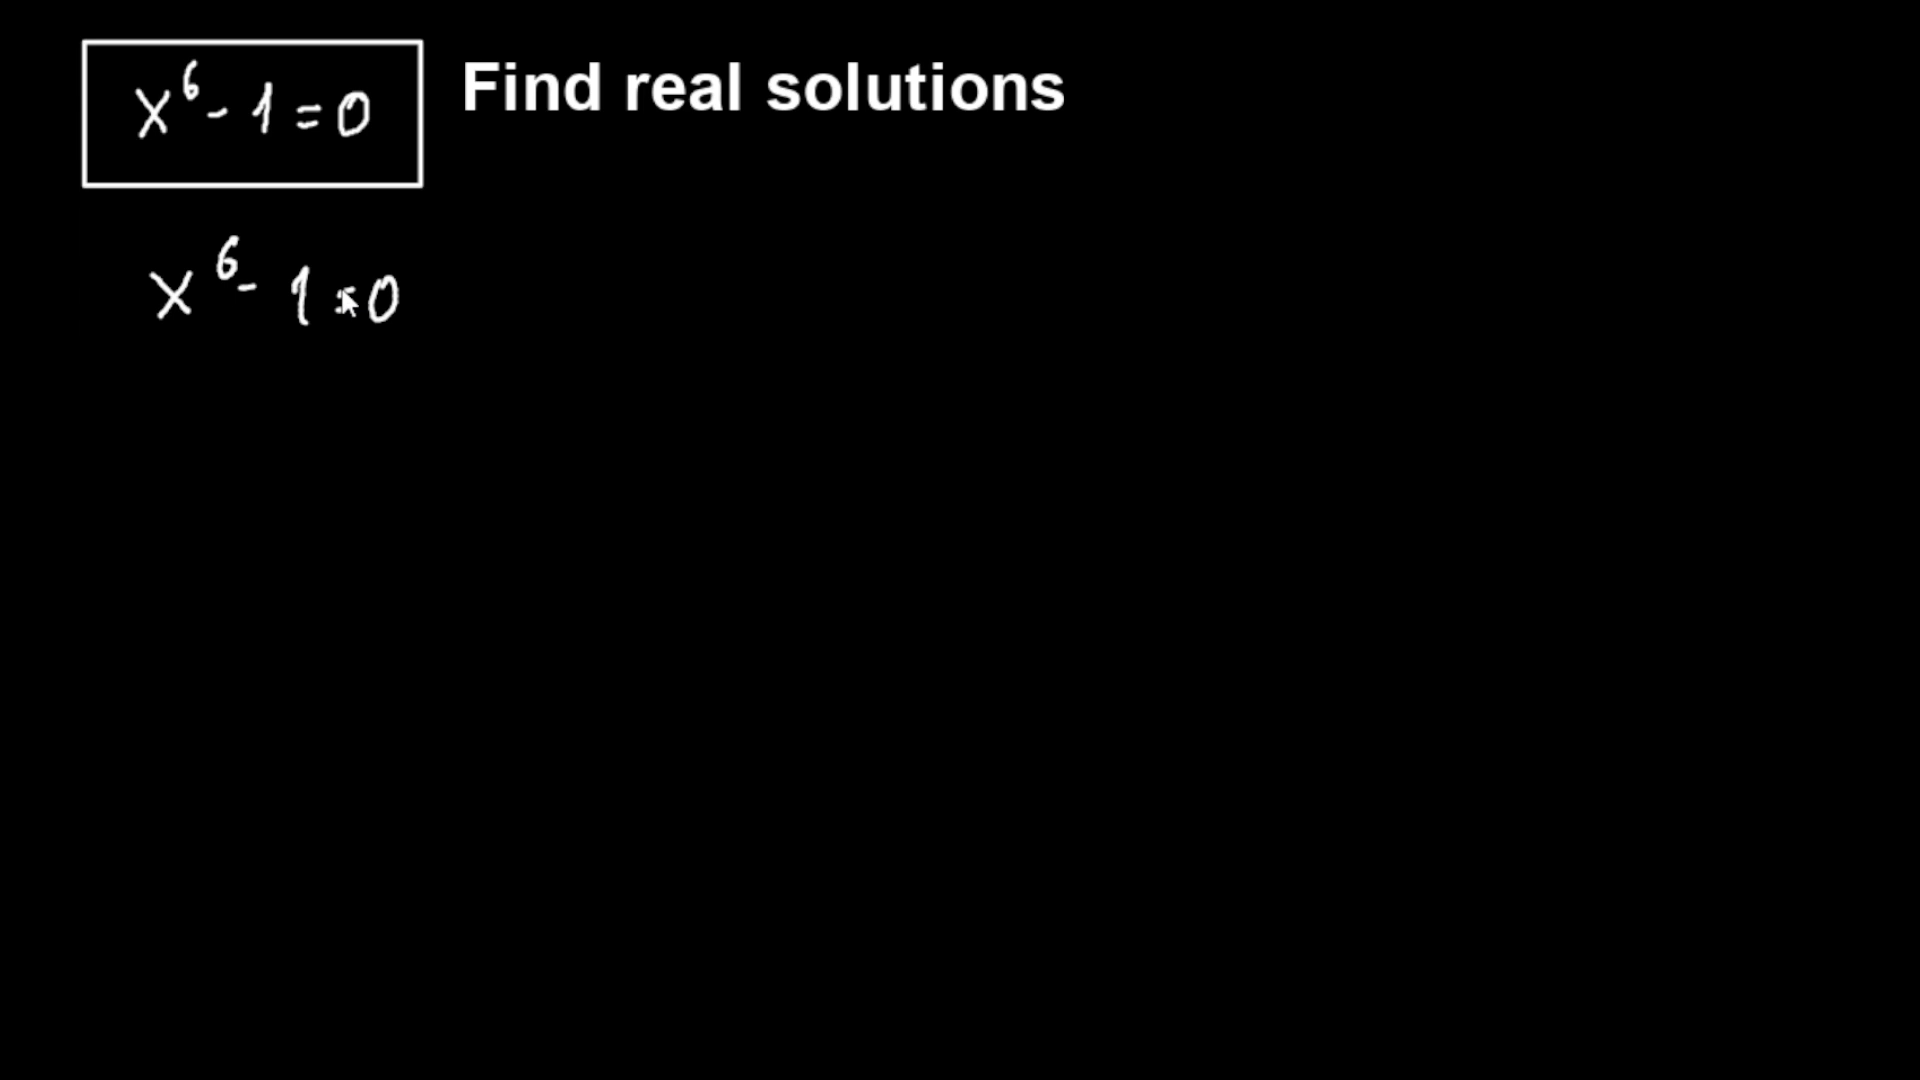 x⁶ - 1 = 0 Find real solutions
x⁶ - 1 = 0